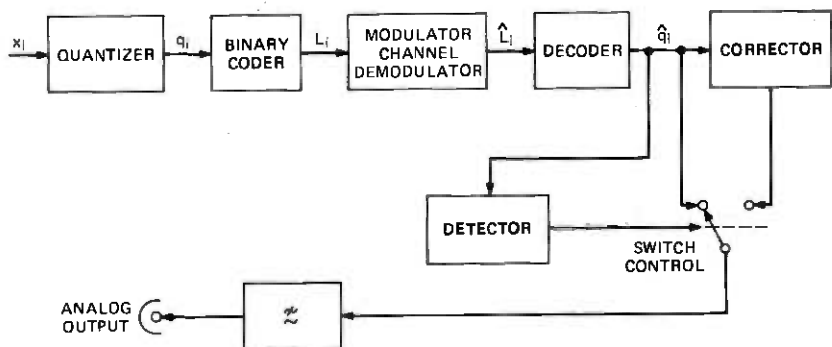 x_i
QUANTIZER
q_i
BINARY
CODER
L_i
MODULATOR
CHANNEL
DEMODULATOR
L̂_i
DECODER
q̂_i
CORRECTOR
DETECTOR
SWITCH
CONTROL
ANALOG
OUTPUT